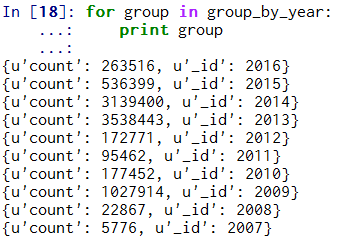 In [18]: for group in group_by_year:
...: print group
...:
{u'count': 263516, u'_id': 2016}
{u'count': 536399, u'_id': 2015}
{u'count': 3139400, u'_id': 2014}
{u'count': 3538443, u'_id': 2013}
{u'count': 172771, u'_id': 2012}
{u'count': 95462, u'_id': 2011}
{u'count': 177452, u'_id': 2010}
{u'count': 1027914, u'_id': 2009}
{u'count': 22867, u'_id': 2008}
{u'count': 5776, u'_id': 2007}